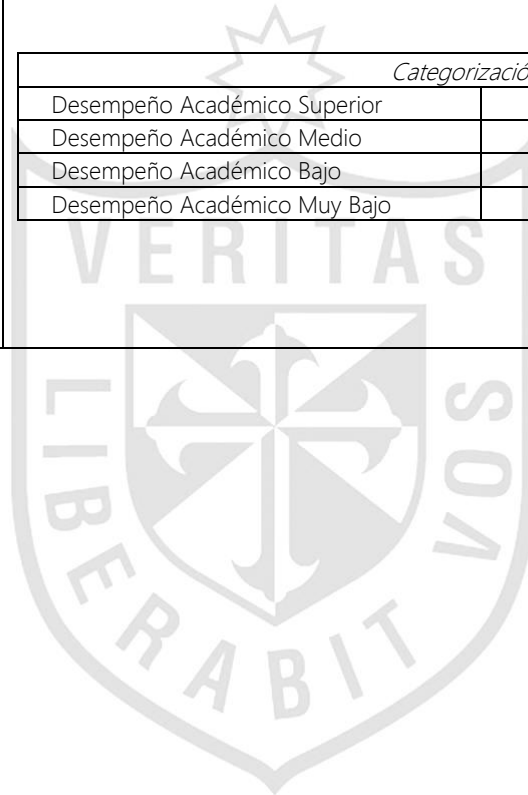 Categorizació
Desempeño Académico Superior
Desempeño Académico Medio
Desempeño Académico Bajo
Desempeño Académico Muy Bajo
VERITAS
LIBERABIT VOS